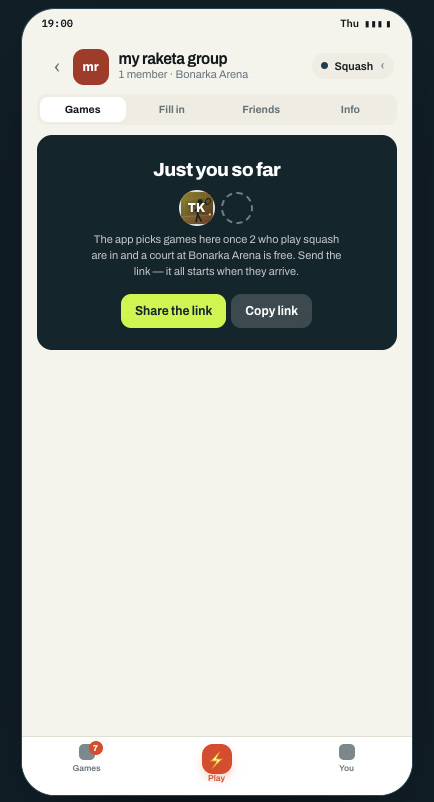 19:00
Thu
‹
mr
my raketa group
1 member · Bonarka Arena
Squash ‹
Games
Fill in
Friends
Info
Just you so far
TK
The app picks games here once 2 who play squash
are in and a court at Bonarka Arena is free. Send the
link — it all starts when they arrive.
Share the link
Copy link
7
Games
Play
You